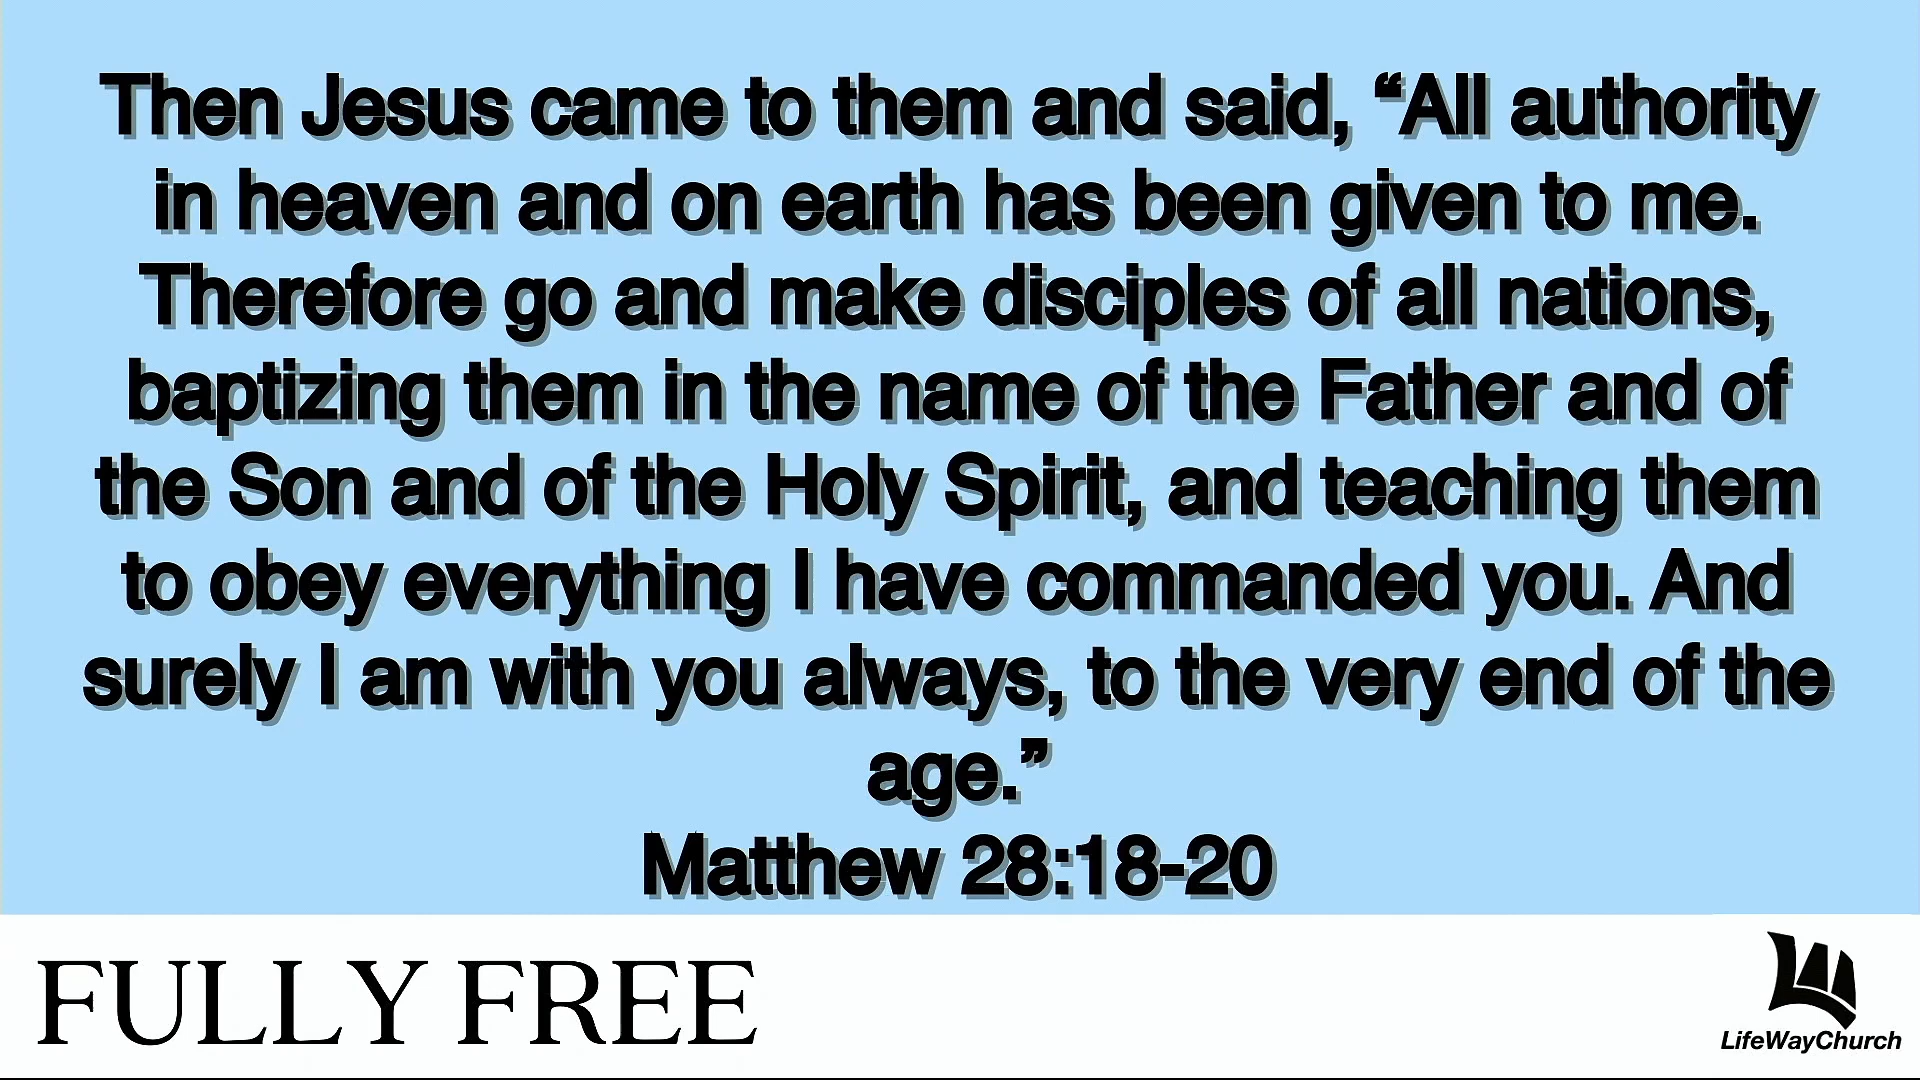 Then Jesus came to them and said, “All authority
in heaven and on earth has been given to me.
Therefore go and make disciples of all nations,
baptizing them in the name of the Father and of
the Son and of the Holy Spirit, and teaching them
to obey everything I have commanded you. And
surely I am with you always, to the very end of the
age.”
Matthew 28:18-20
FULLY FREE
LifeWayChurch